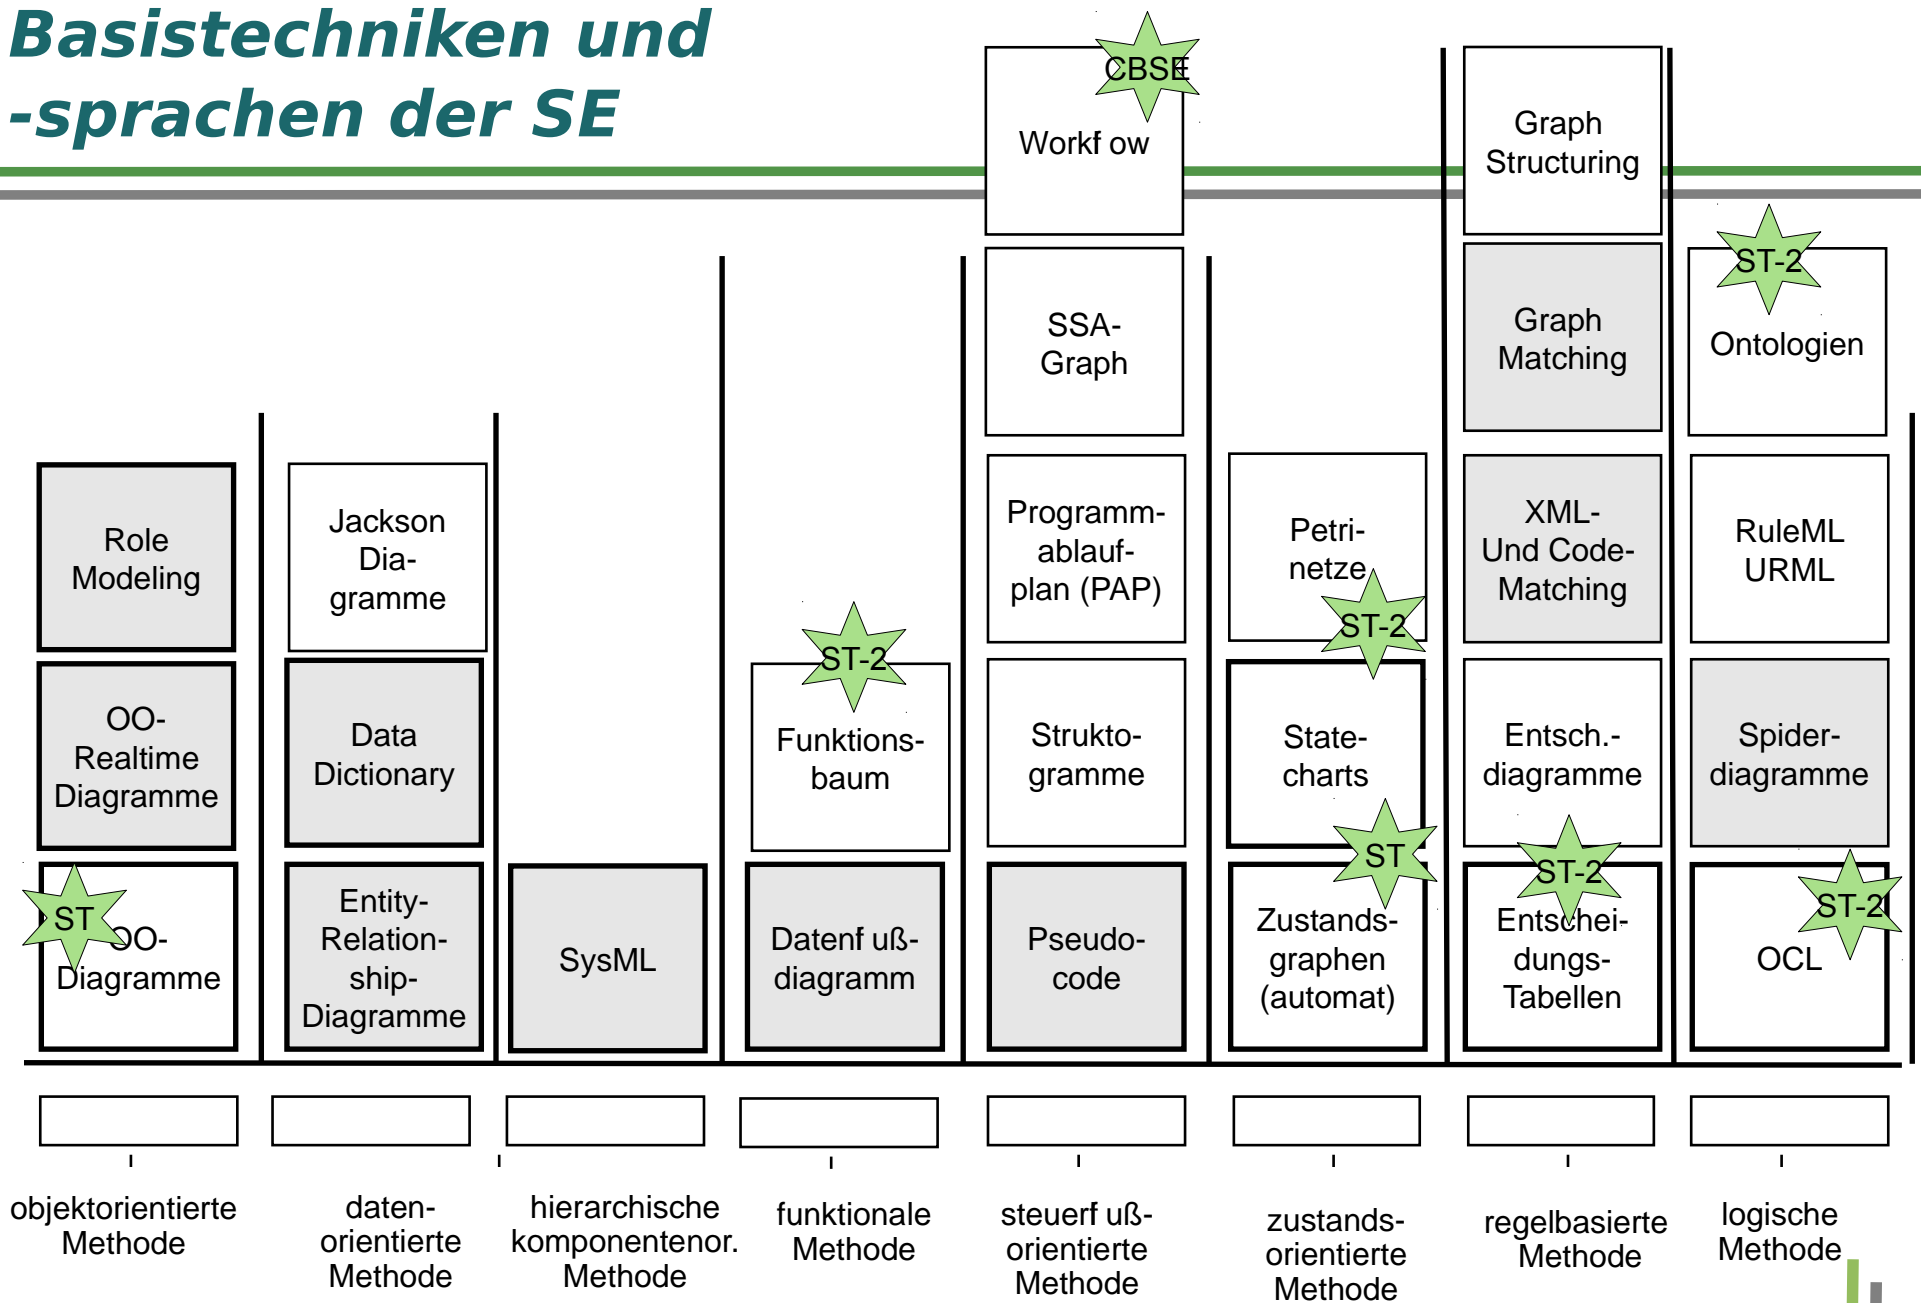 Basistechniken und
-sprachen der SE
CBSE
Workf ow
Graph
Structuring
SSA-
Graph
Graph
Matching
ST-2
Ontologien
Role
Modeling
Jackson
Dia-
gramme
Programm-
ablauf-
plan (PAP)
Petri-
netze
ST-2
XML-
Und Code-
Matching
RuleML
URML
OO-
Realtime
Diagramme
Data
Dictionary
ST-2
Funktions-
baum
Strukto-
gramme
State-
charts
Entsch.-
diagramme
Spider-
diagramme
ST
OO-
Diagramme
Entity-
Relation-
ship-
Diagramme
SysML
Datenf uß-
diagramm
Pseudo-
code
ST
Zustands-
graphen
(automat)
ST-2
Entschei-
dungs-
Tabellen
ST-2
OCL
objektorientierte
Methode
daten-
orientierte
Methode
hierarchische
komponentenor.
Methode
funktionale
Methode
steuerf uß-
orientierte
Methode
zustands-
orientierte
Methode
regelbasierte
Methode
logische
Methode